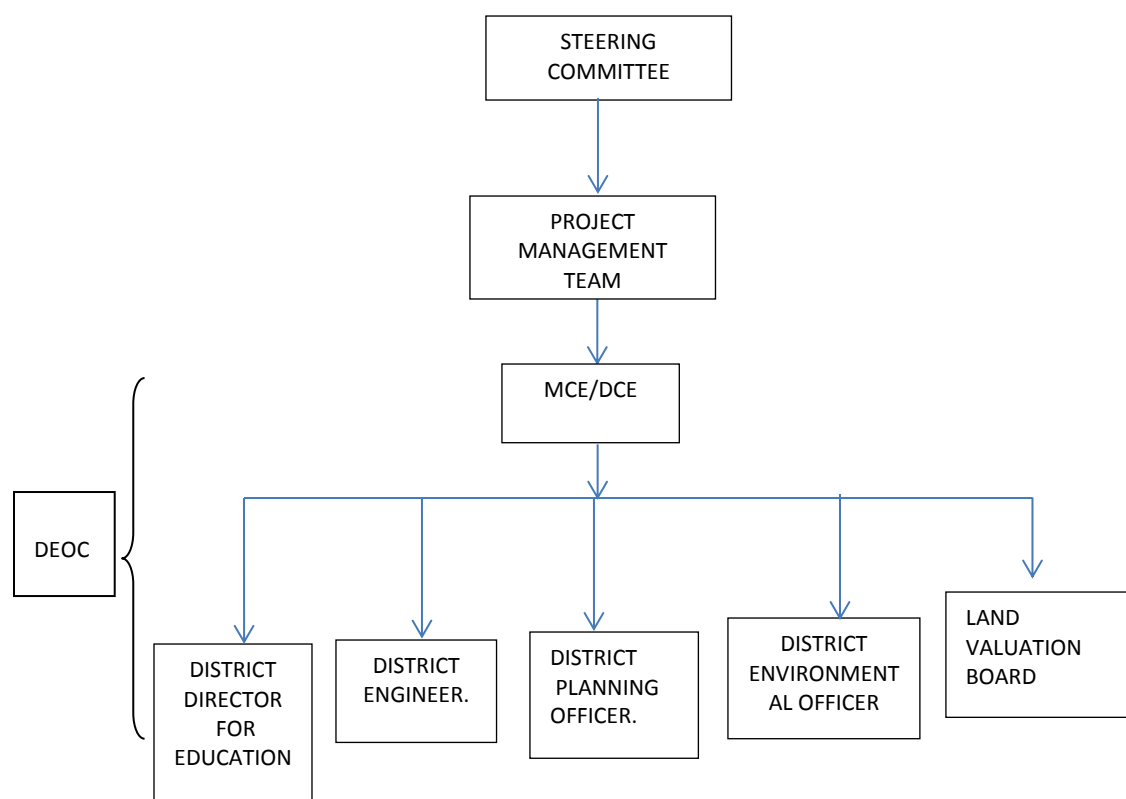 STEERING
COMMITTEE
PROJECT
MANAGEMENT
TEAM
MCE/DCE
DEOC
DISTRICT
DIRECTOR
FOR
EDUCATION
DISTRICT
ENGINEER.
DISTRICT
PLANNING
OFFICER.
DISTRICT
ENVIRONMENT
AL OFFICER
LAND
VALUATION
BOARD